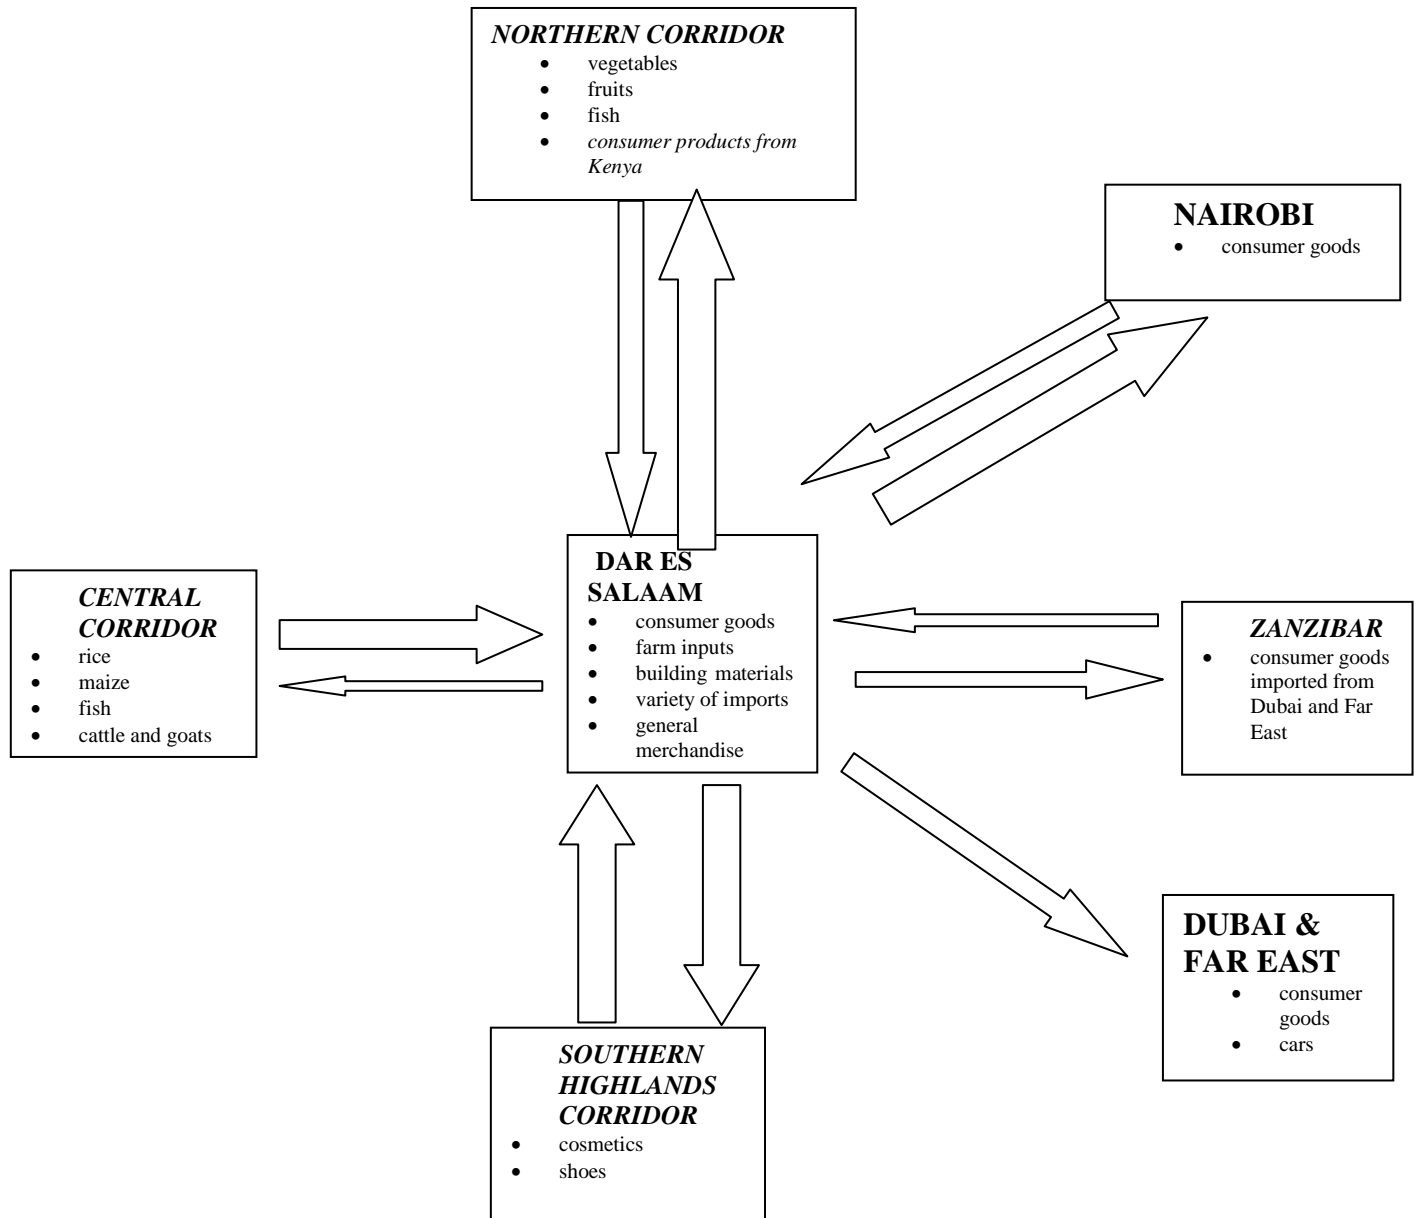 NORTHERN CORRIDOR
• vegetables
• fruits
• fish
• consumer products from
Kenya
NAIROBI
• consumer goods
DAR ES
SALAAM
• consumer goods
• farm inputs
• building materials
• variety of imports
• general
merchandise
CENTRAL
CORRIDOR
• rice
• maize
• fish
• cattle and goats
ZANZIBAR
• consumer goods
imported from
Dubai and Far
East
DUBAI &
FAR EAST
• consumer
goods
• cars
SOUTHERN
HIGHLANDS
CORRIDOR
• cosmetics
• shoes